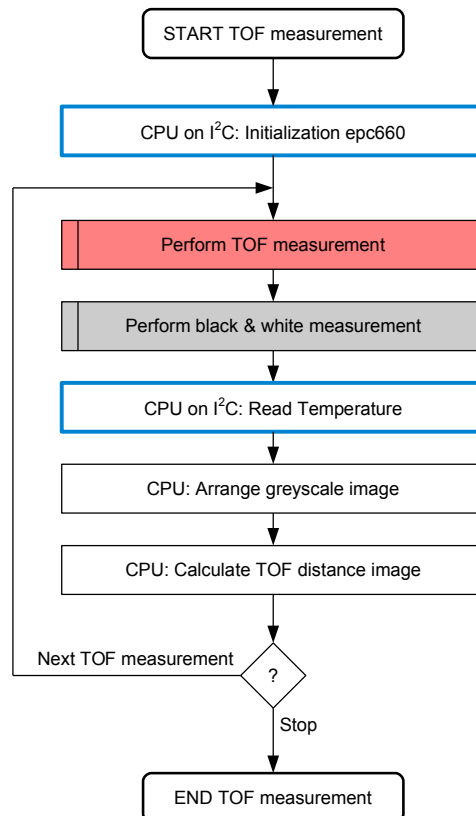 START TOF measurement
CPU on I²C: Initialization epc660
Perform TOF measurement
Perform black & white measurement
CPU on I²C: Read Temperature
CPU: Arrange greyscale image
CPU: Calculate TOF distance image
Next TOF measurement
?
Stop
END TOF measurement